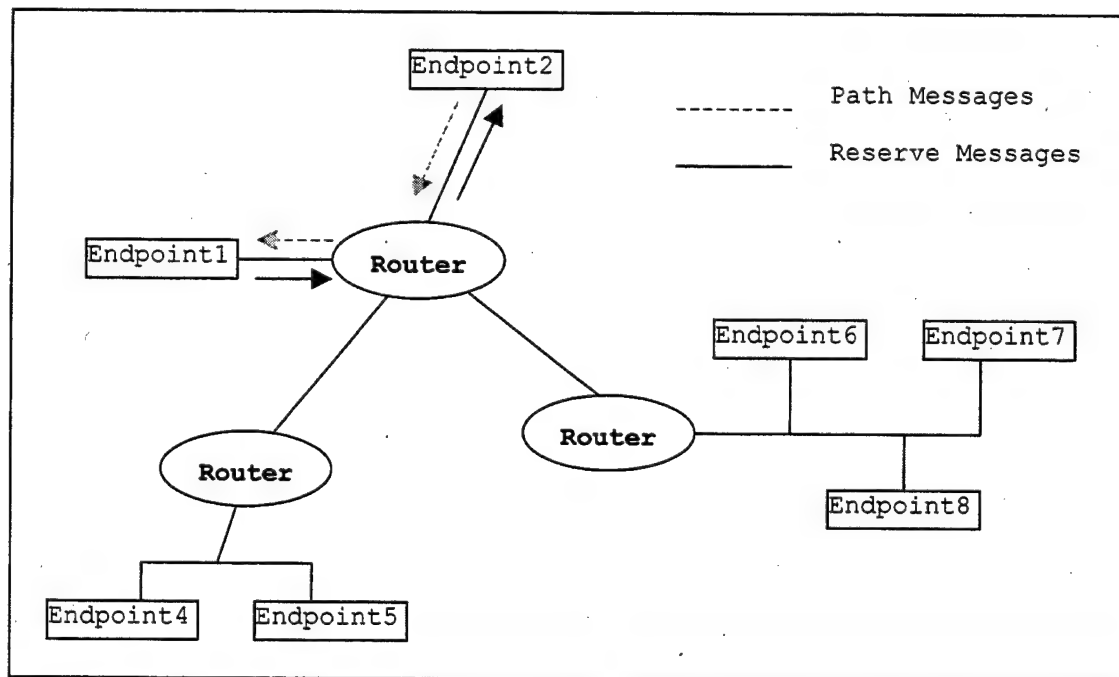 Endpoint2
Path Messages
Reserve Messages
Endpoint1
Router
Endpoint6
Endpoint7
Router
Router
Endpoint8
Endpoint4
Endpoint5